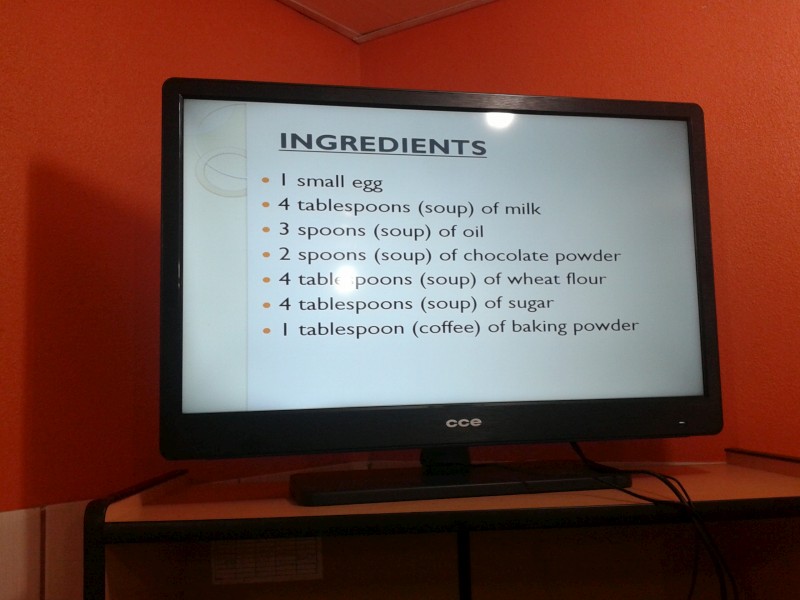 INGREDIENTS
1 small egg
4 tablespoons (soup) of milk
3 spoons (soup) of oil
2 spoons (soup) of chocolate powder
4 tablespoons (soup) of wheat flour
4 tablespoons (soup) of sugar
1 tablespoon (coffee) of baking powder
cce